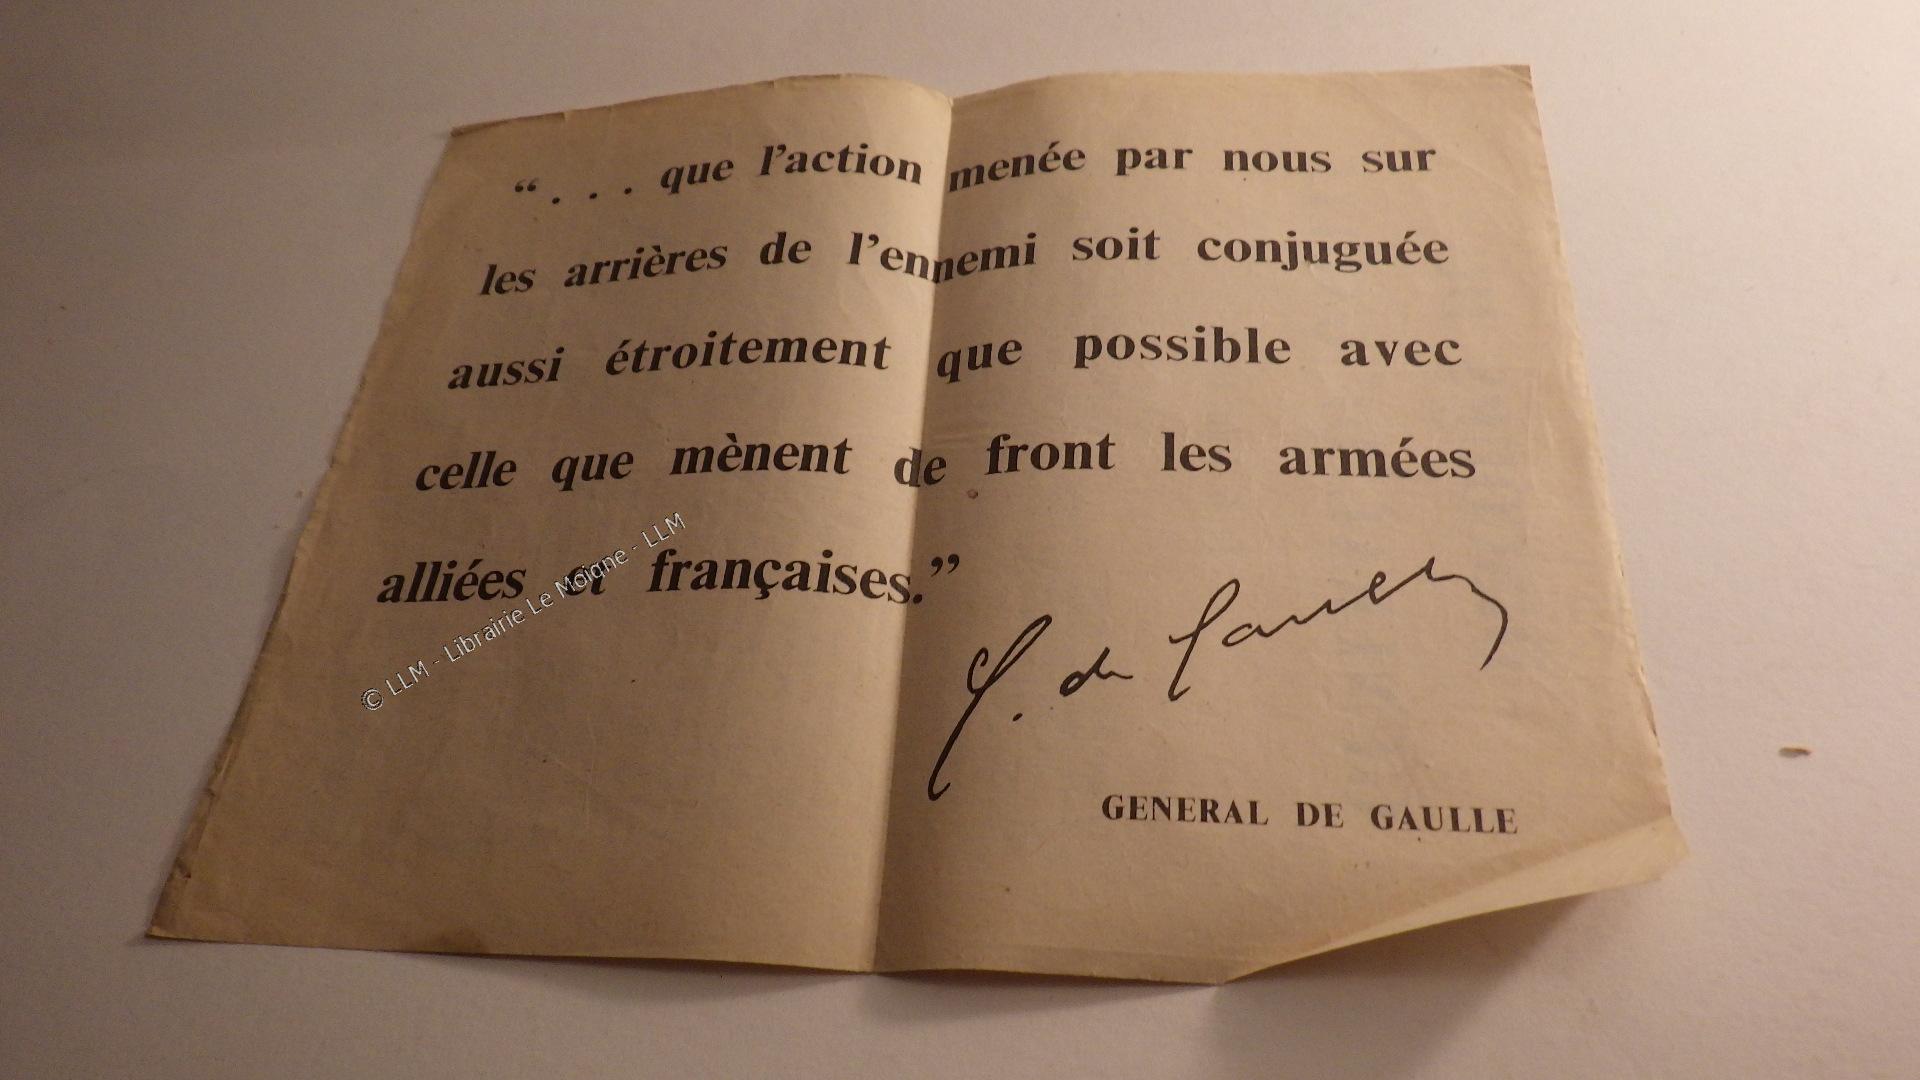 “. . . que l’action menée par nous sur
les arrières de l’ennemi soit conjuguée
aussi étroitement que possible avec
celle que mènent de front les armées
alliées et françaises.”
© LLM - Librairie Le Moigne - LLM
G. de Gaulle
GENERAL DE GAULLE